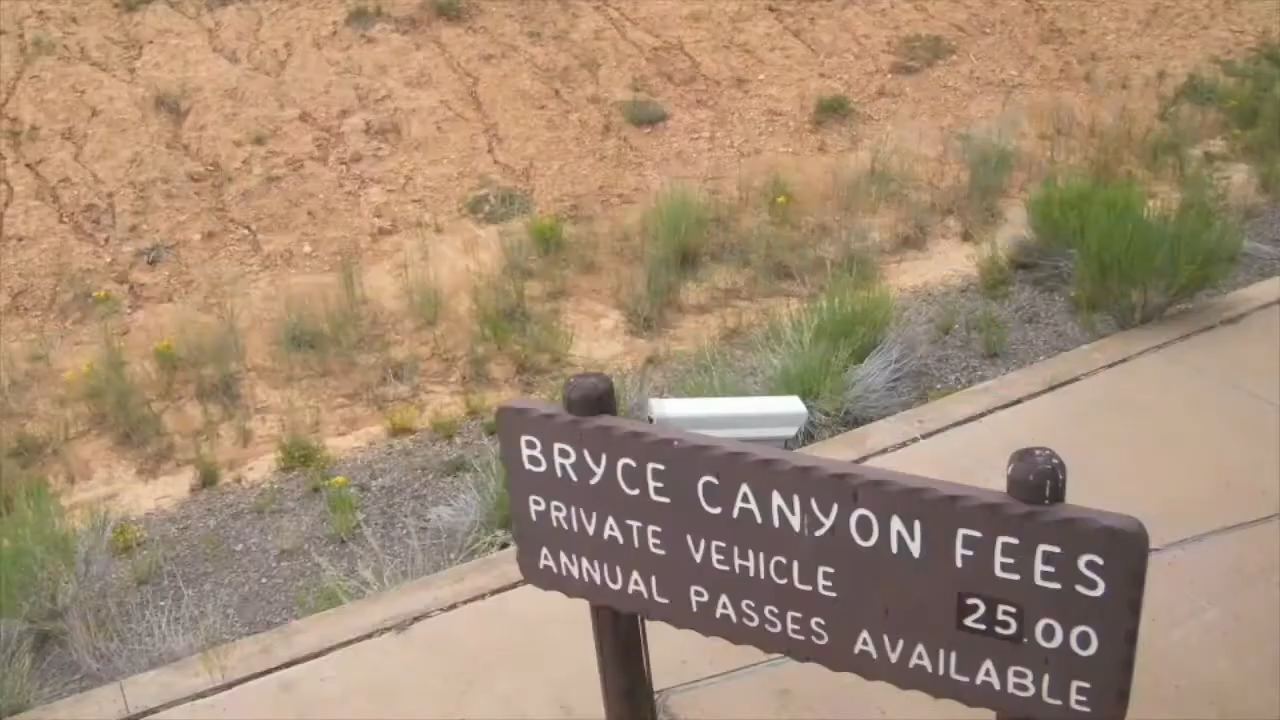 BRYCE CANYON FEES
PRIVATE VEHICLE 25.00
ANNUAL PASSES AVAILABLE